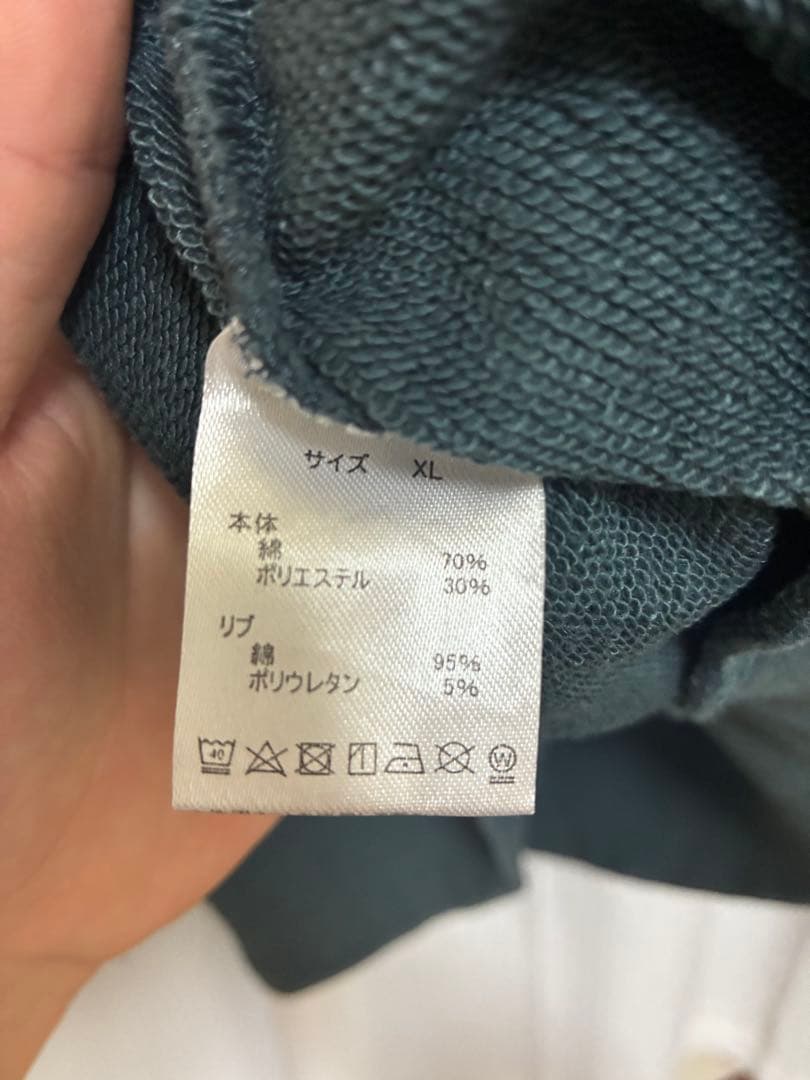 サイズ XL
本体
綿 70%
ポリエステル 30%
リブ
綿 95%
ポリウレタン 5%
40 W